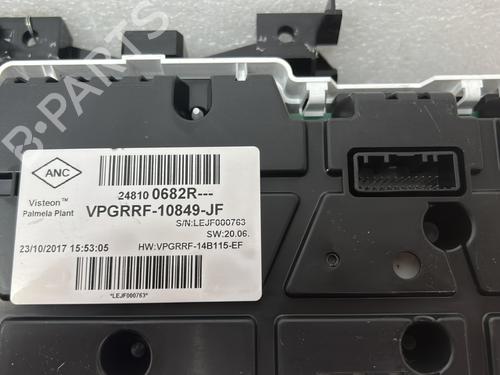 B-PARTS
ANC
Visteon™
Palmela Plant
24810 0682R---
VPGRRF-10849-JF
S/N:LEJF000763
SW:20.06.
23/10/2017 15:53:05
HW:VPGRRF-14B115-EF
*LEJF000763*